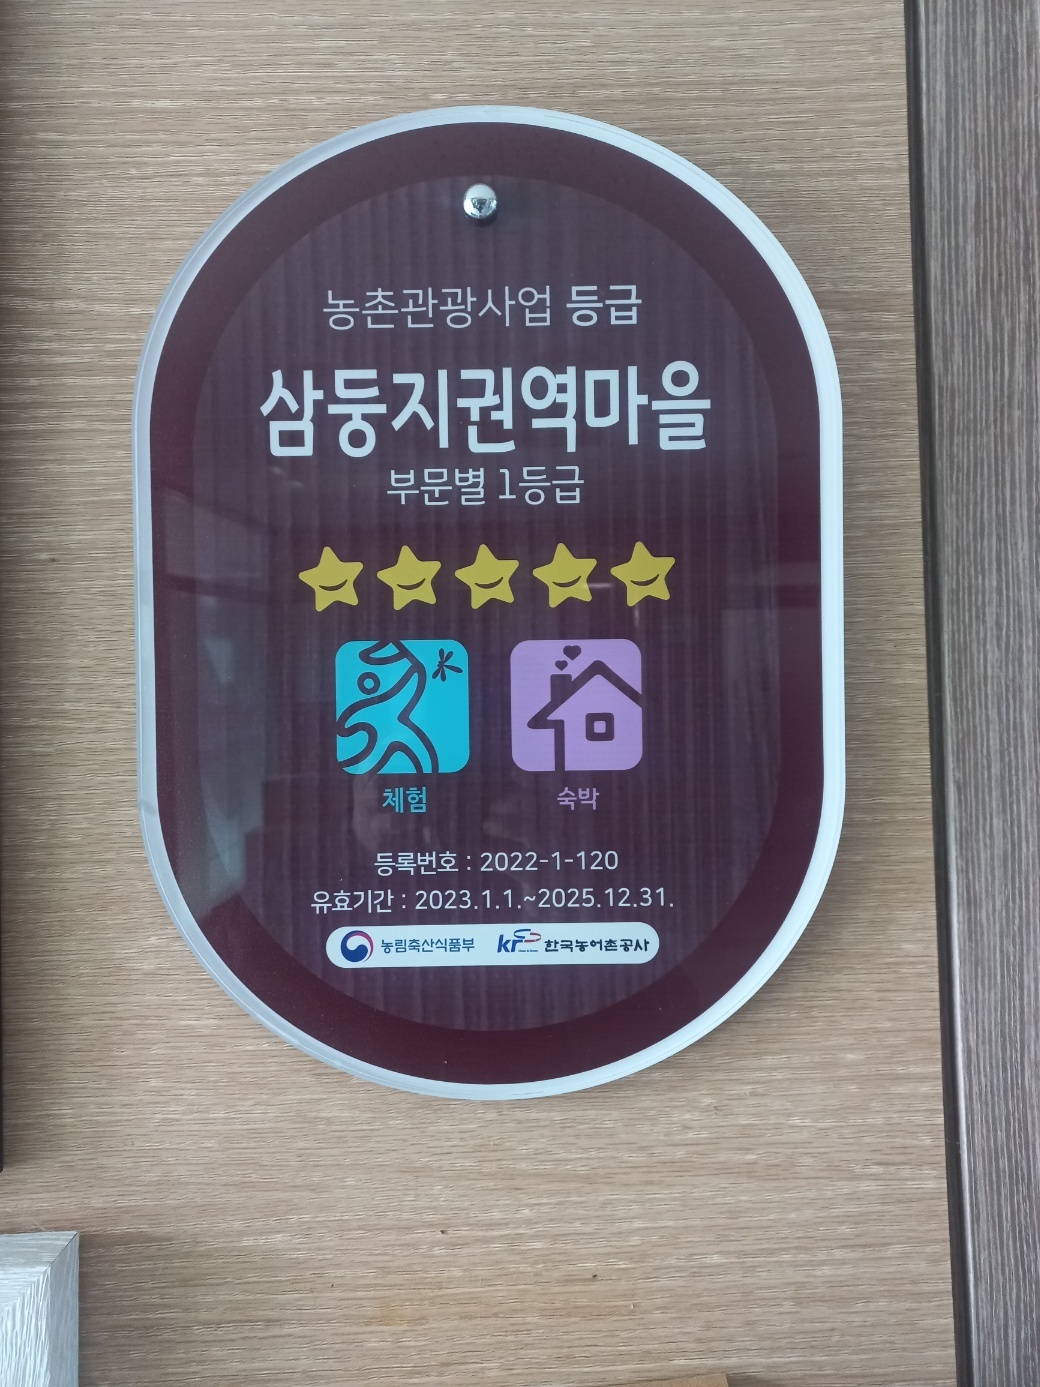 농촌관광사업 등급
삼둥지권역마을
부문별 1등급
체험 숙박
등록번호 : 2022-1-120
유효기간 : 2023.1.1.~2025.12.31.
농림축산식품부 kr 한국농어촌공사